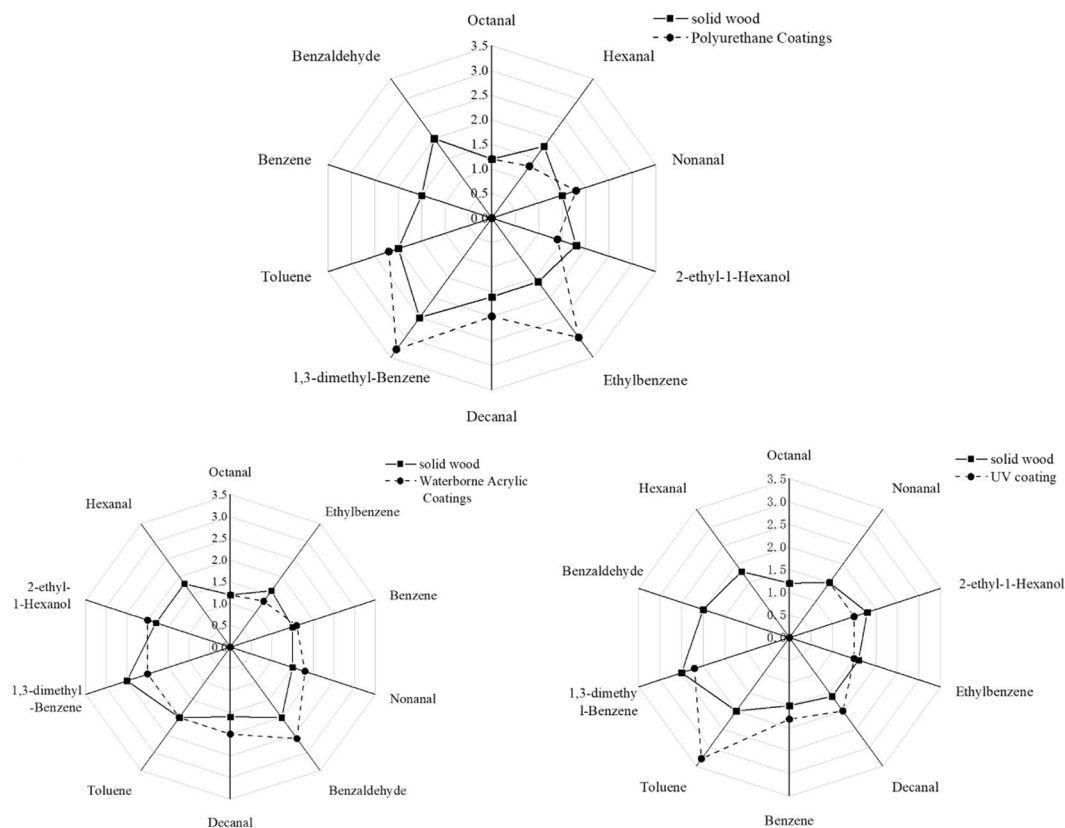 Octanal
solid wood
Polyurethane Coatings
Benzaldehyde
Hexanal
3.5
3.0
2.5
2.0
1.5
1.0
0.5
0.0
Benzene
Nonanal
Toluene
2-ethyl-1-Hexanol
1,3-dimethyl-Benzene
Ethylbenzene
Decanal
Octanal
solid wood
Waterborne Acrylic
Coatings
Hexanal
Ethylbenzene
3.5
3.0
2.5
2.0
1.5
1.0
0.5
0.0
2-ethyl-
1-Hexanol
Benzene
1,3-dimethyl
-Benzene
Nonanal
Toluene
Benzaldehyde
Decanal
Octanal
solid wood
UV coating
Hexanal
Nonanal
3.5
3.0
2.5
2.0
1.5
1.0
0.5
0.0
Benzaldehyde
2-ethyl-1-Hexanol
1,3-dimethy
l-Benzene
Ethylbenzene
Toluene
Decanal
Benzene